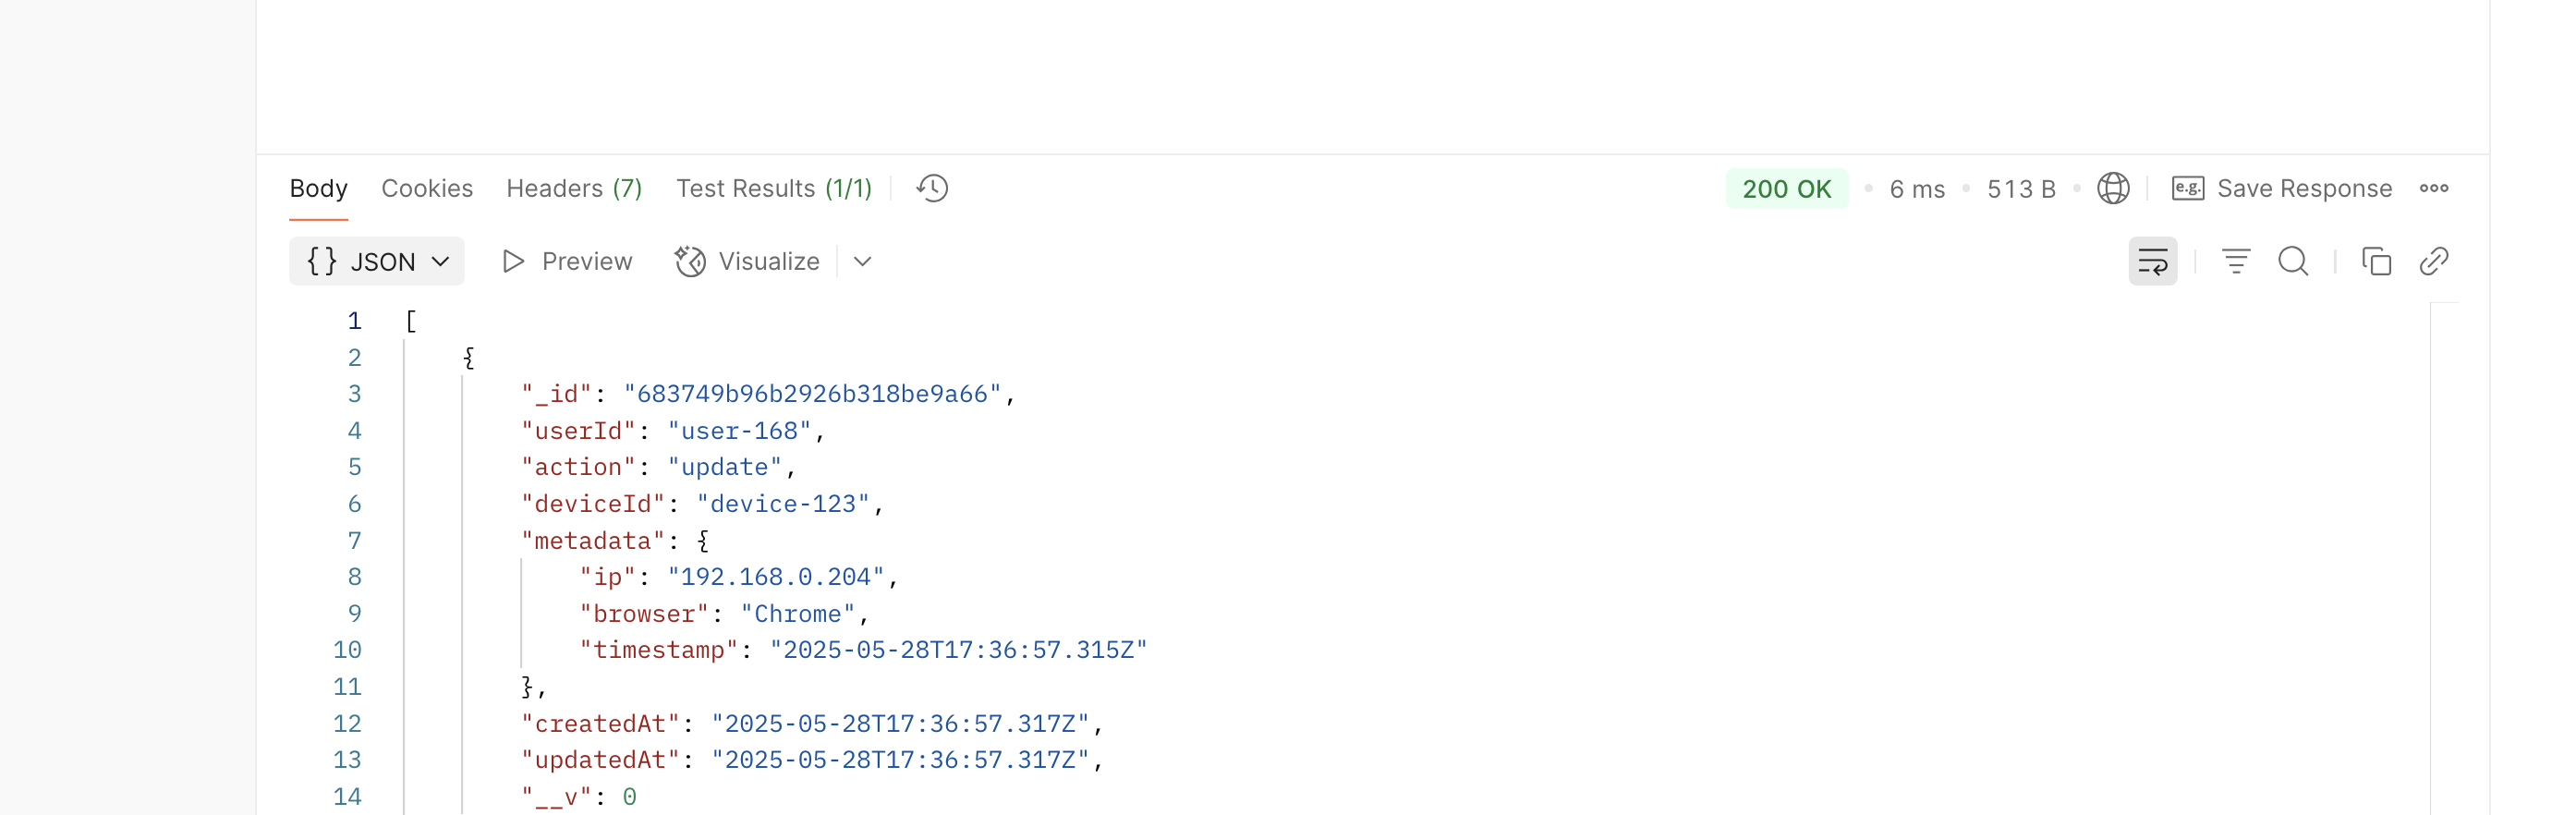 Body Cookies Headers (7) Test Results (1/1) 200 OK • 6 ms • 513 B • e.g. Save Response
{} JSON Preview Visualize
1 [
2 {
3 "_id": "683749b96b2926b318be9a66",
4 "userId": "user-168",
5 "action": "update",
6 "deviceId": "device-123",
7 "metadata": {
8 "ip": "192.168.0.204",
9 "browser": "Chrome",
10 "timestamp": "2025-05-28T17:36:57.315Z"
11 },
12 "createdAt": "2025-05-28T17:36:57.317Z",
13 "updatedAt": "2025-05-28T17:36:57.317Z",
14 "__v": 0